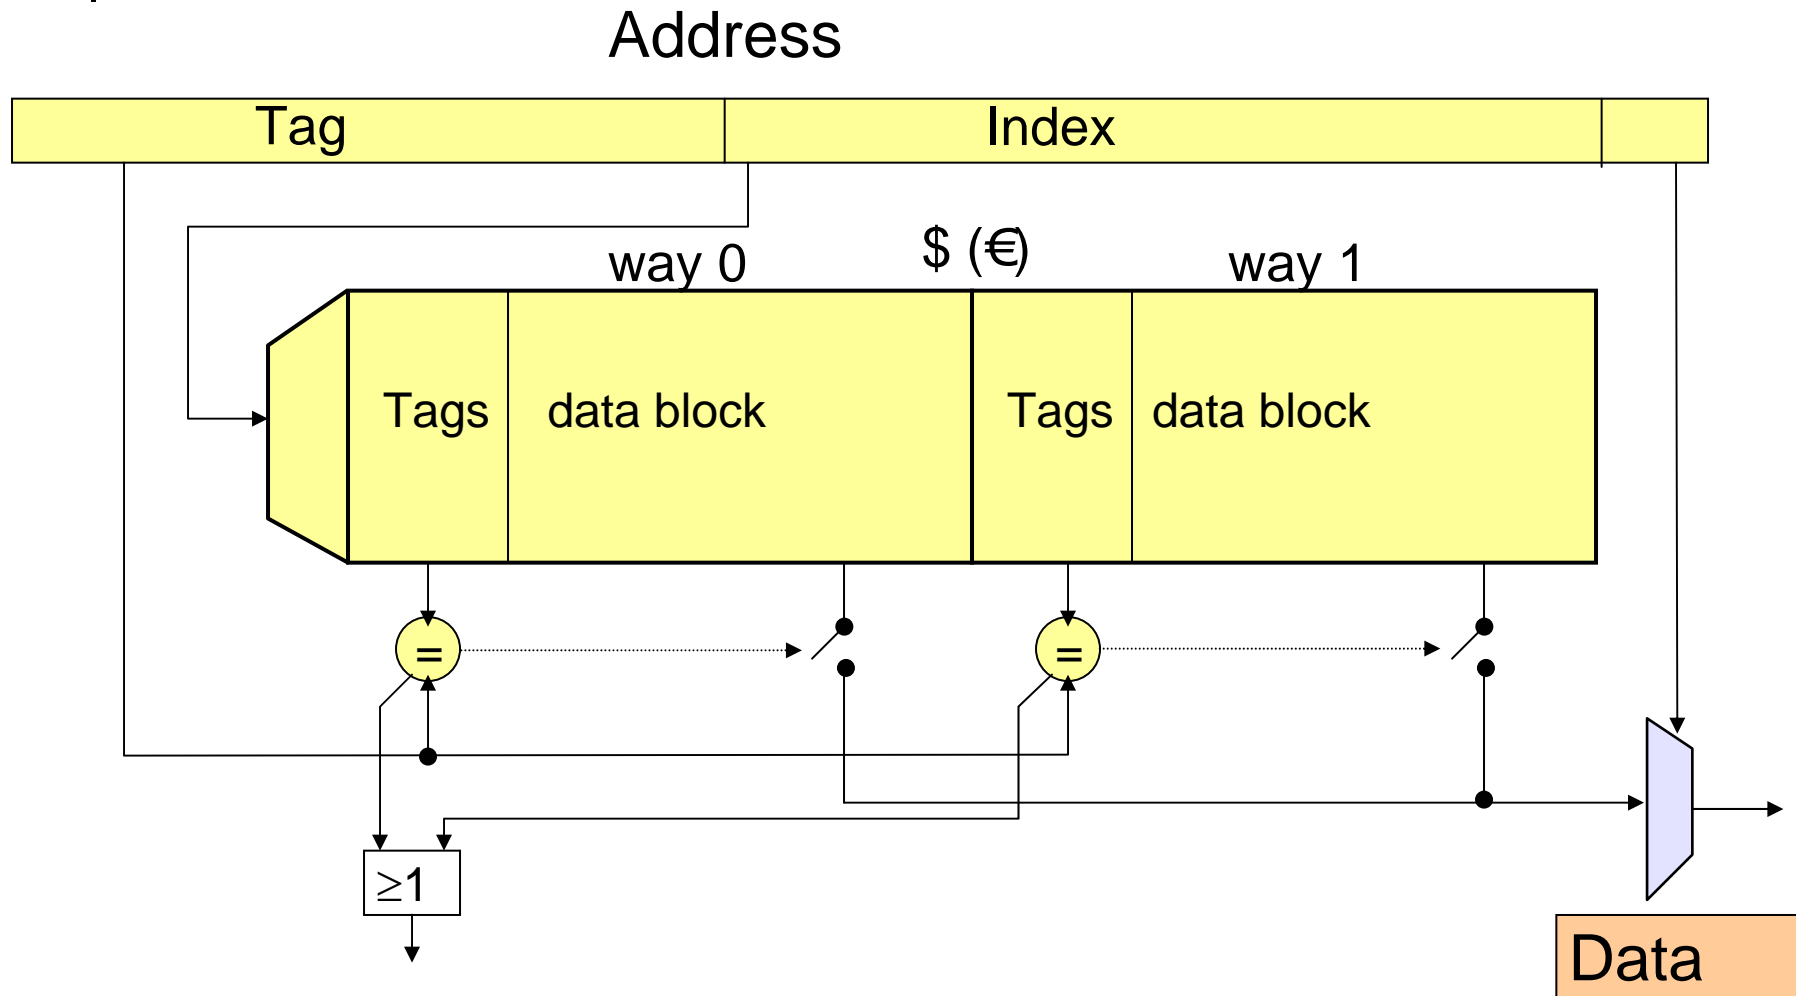 Address
Tag Index
way 0 $ (€) way 1
Tags data block Tags data block
= =
≥1
Data